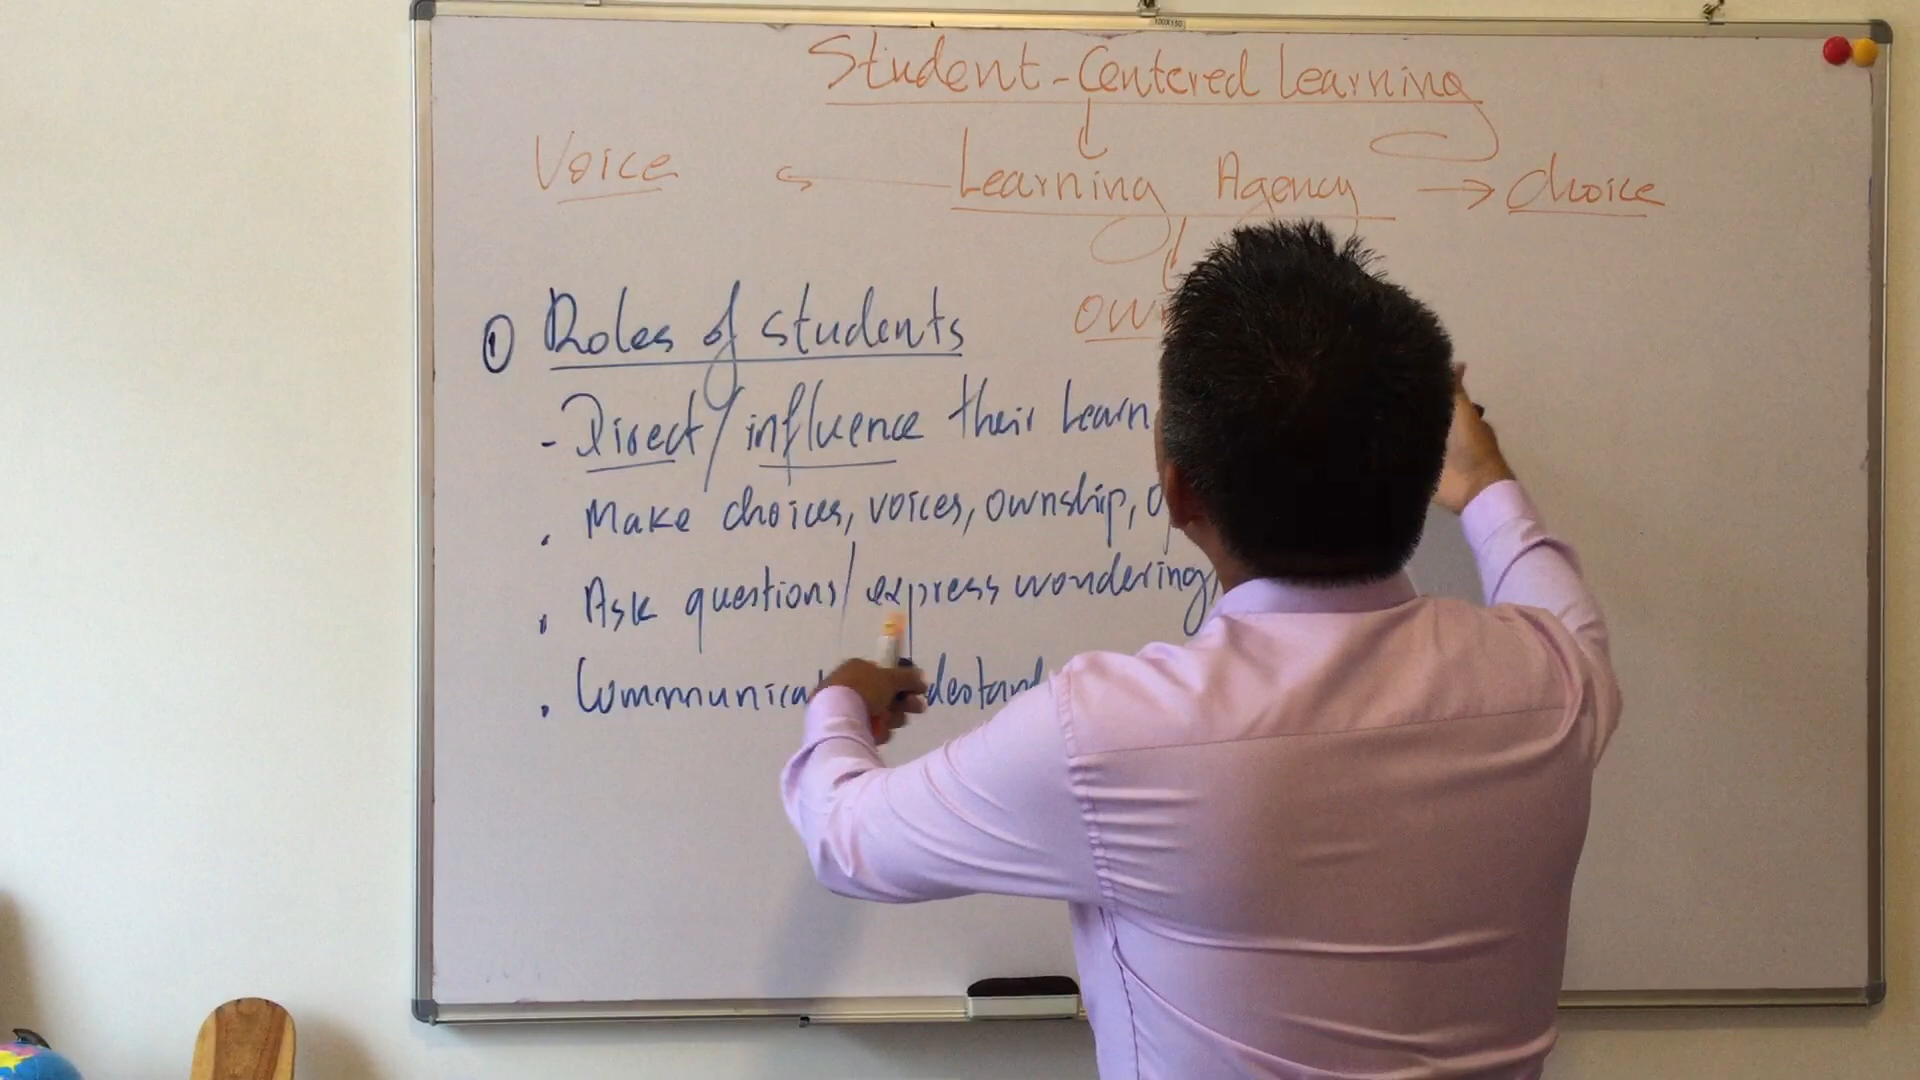 100X150
Student-Centered Learning
Voice Learning Agency choice
① Roles of students
- Direct/influence their
. Make choices, voices, ownship,
. Ask questions/express wondering
.